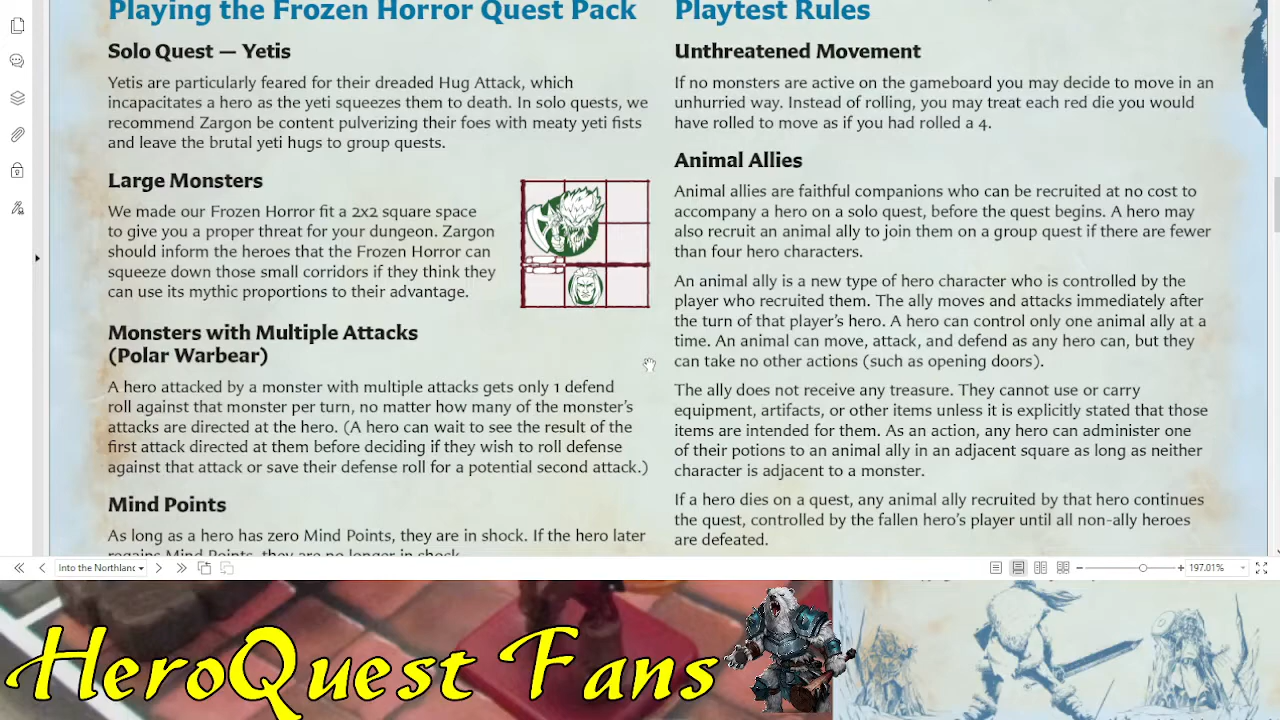 Playing the Frozen Horror Quest Pack
Solo Quest — Yetis
Yetis are particularly feared for their dreaded Hug Attack, which
incapacitates a hero as the yeti squeezes them to death. In solo quests, we
recommend Zargon be content pulverizing their foes with meaty yeti fists
and leave the brutal yeti hugs to group quests.
Large Monsters
We made our Frozen Horror fit a 2x2 square space
to give you a proper threat for your dungeon. Zargon
should inform the heroes that the Frozen Horror can
squeeze down those small corridors if they think they
can use its mythic proportions to their advantage.
Monsters with Multiple Attacks
(Polar Warbear)
A hero attacked by a monster with multiple attacks gets only 1 defend
roll against that monster per turn, no matter how many of the monster's
attacks are directed at the hero. (A hero can wait to see the result of the
first attack directed at them before deciding if they wish to roll defense
against that attack or save their defense roll for a potential second attack.)
Mind Points
As long as a hero has zero Mind Points, they are in shock. If the hero later
regains Mind Points, they are no longer in shock.
Playtest Rules
Unthreatened Movement
If no monsters are active on the gameboard you may decide to move in an
unhurried way. Instead of rolling, you may treat each red die you would
have rolled to move as if you had rolled a 4.
Animal Allies
Animal allies are faithful companions who can be recruited at no cost to
accompany a hero on a solo quest, before the quest begins. A hero may
also recruit an animal ally to join them on a group quest if there are fewer
than four hero characters.
An animal ally is a new type of hero character who is controlled by the
player who recruited them. The ally moves and attacks immediately after
the turn of that player's hero. A hero can control only one animal ally at a
time. An animal can move, attack, and defend as any hero can, but they
can take no other actions (such as opening doors).
The ally does not receive any treasure. They cannot use or carry
equipment, artifacts, or other items unless it is explicitly stated that those
items are intended for them. As an action, any hero can administer one
of their potions to an animal ally in an adjacent square as long as neither
character is adjacent to a monster.
If a hero dies on a quest, any animal ally recruited by that hero continues
the quest, controlled by the fallen hero's player until all non-ally heroes
are defeated.
Into the Northlanc
197.01%
HeroQuest Fans